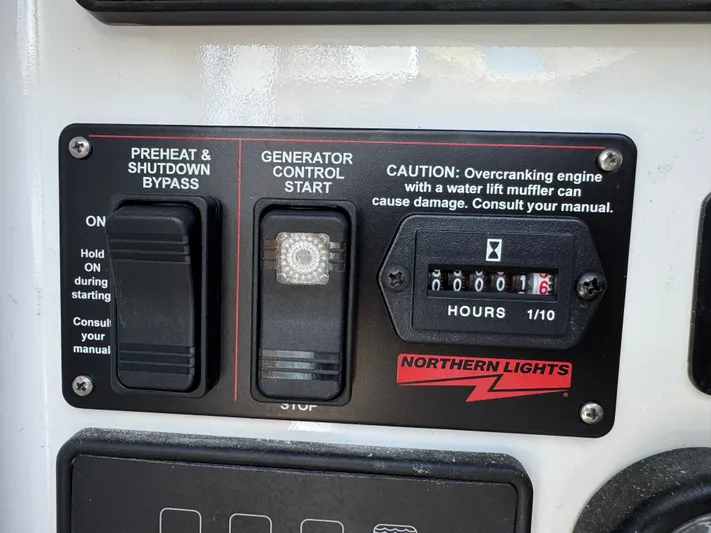 PREHEAT &
SHUTDOWN
BYPASS
ON
Hold
ON
during
starting
Consult
your
manual
GENERATOR
CONTROL
START
STOP
CAUTION: Overcranking engine
with a water lift muffler can
cause damage. Consult your manual.
000016
HOURS 1/10
NORTHERN LIGHTS
®